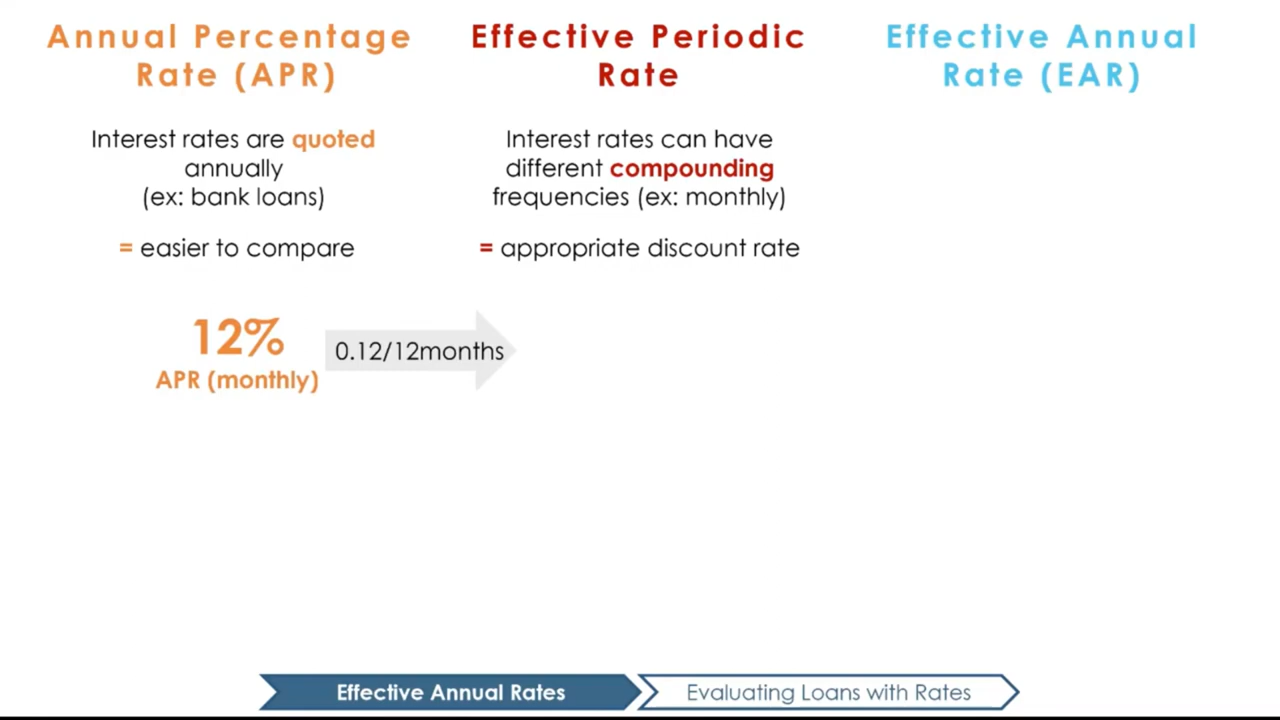 Annual Percentage
Rate (APR)
Interest rates are quoted
annually
(ex: bank loans)
= easier to compare
12%
APR (monthly)
0.12/12months
Effective Periodic
Rate
Interest rates can have
different compounding
frequencies (ex: monthly)
= appropriate discount rate
Effective Annual
Rate (EAR)
Effective Annual Rates
Evaluating Loans with Rates